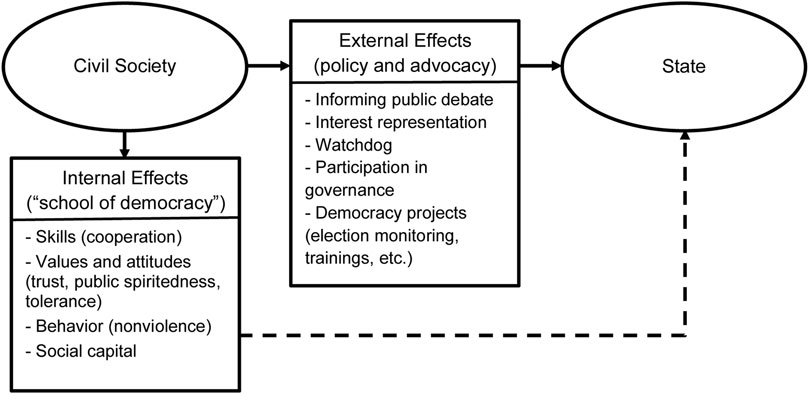 Civil Society
External Effects
(policy and advocacy)
- Informing public debate
- Interest representation
- Watchdog
- Participation in
governance
- Democracy projects
(election monitoring,
trainings, etc.)
State
Internal Effects
(“school of democracy”)
- Skills (cooperation)
- Values and attitudes
(trust, public spiritedness,
tolerance)
- Behavior (nonviolence)
- Social capital